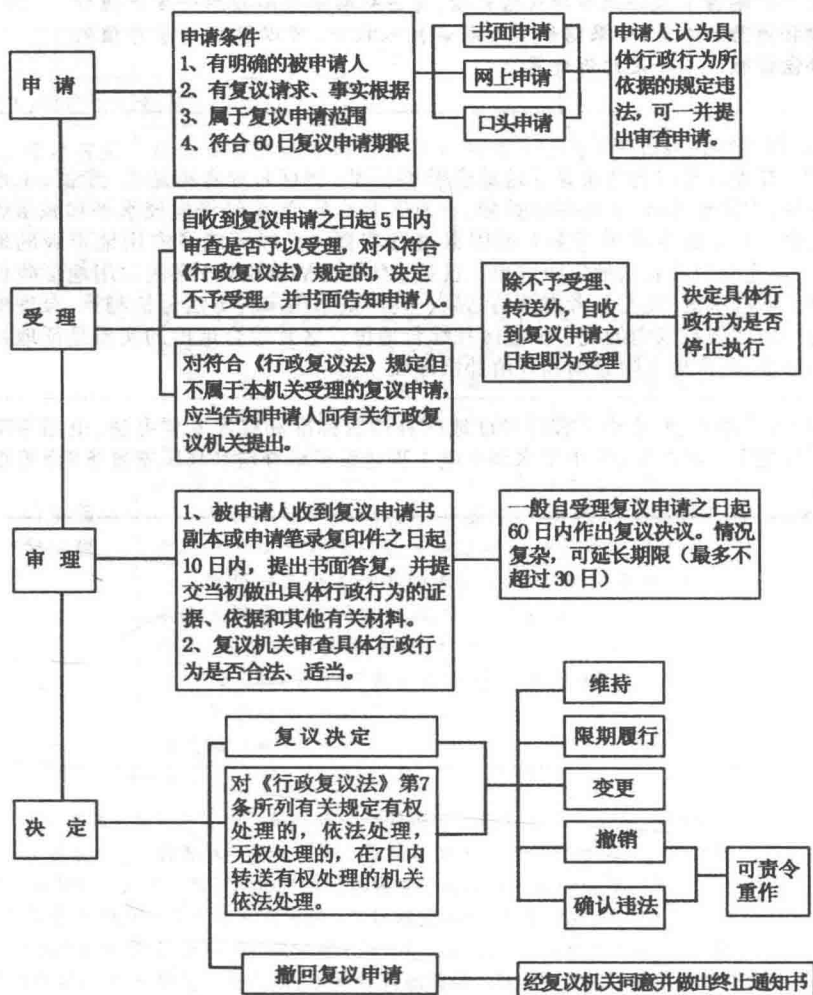 申 请
申请条件
1、有明确的被申请人
2、有复议请求、事实根据
3、属于复议申请范围
4、符合60日复议申请期限
书面申请
网上申请
口头申请
申请人认为具
体行政行为所
依据的规定违
法，可一并提
出审查申请。
受 理
自收到复议申请之日起5日内
审查是否予以受理，对不符合
《行政复议法》规定的，决定
不予受理，并书面告知申请人。
对符合《行政复议法》规定但
不属于本机关受理的复议申请，
应当告知申请人向有关行政复
议机关提出。
除不予受理、
转送外，自收
到复议申请之
日起即为受理
决定具体行
政行为是否
停止执行
审 理
1、被申请人收到复议申请书
副本或申请笔录复印件之日起
10日内，提出书面答复，并提
交当初做出具体行政行为的证
据、依据和其他有关材料。
2、复议机关审查具体行政行
为是否合法、适当。
一般自受理复议申请之日起
60日内作出复议决议。情况
复杂，可延长期限（最多不
超过30日）
决 定
复 议 决 定
对《行政复议法》第7
条所列有关规定有权
处理的，依法处理，
无权处理的，在7日内
转送有权处理的机关
依法处理。
撤回复议申请
维持
限期履行
变更
撤销
确认违法
可责令
重作
经复议机关同意并做出终止通知书